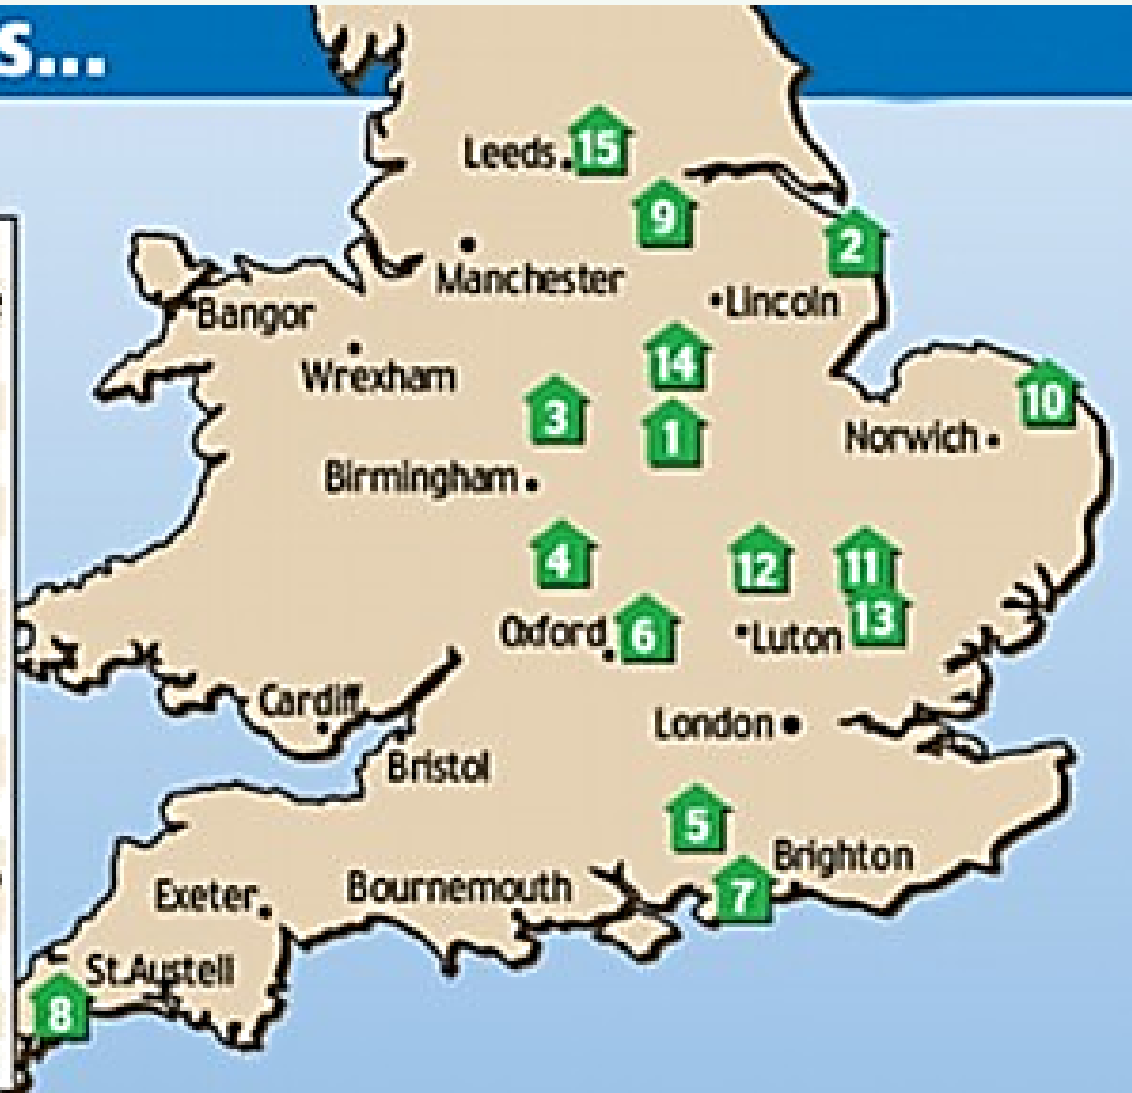 s...
Leeds
15
9
2
Manchester
Lincoln
Bangor
14
Wrexham
10
3
1
Norwich
Birmingham
4
12
11
Oxford
6
Luton
13
Cardiff
London
Bristol
5
Brighton
Exeter
Bournemouth
7
St.Austell
8